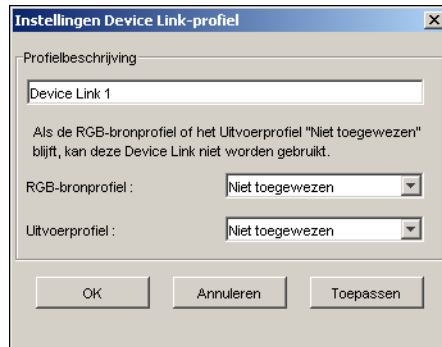 Instellingen Device Link-profiel
Profielbeschrijving
Device Link 1
Als de RGB-bronprofiel of het Uitvoerprofiel "Niet toegewezen"
blijft, kan deze Device Link niet worden gebruikt.
RGB-bronprofiel : Niet toegewezen
Uitvoerprofiel : Niet toegewezen
OK Annuleren Toepassen